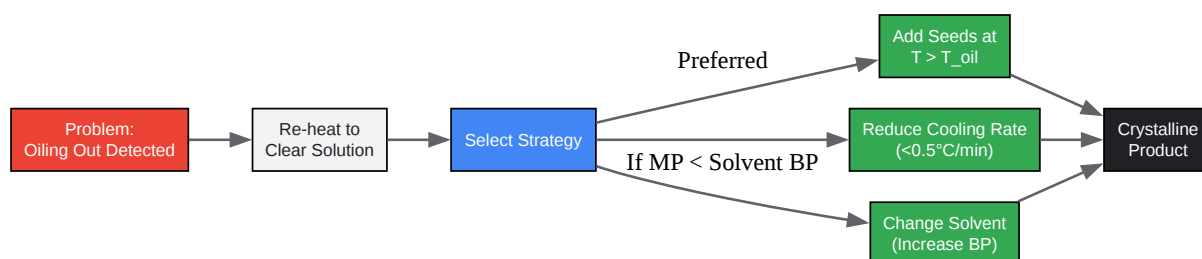 Problem:
Oiling Out Detected
Re-heat to
Clear Solution
Select Strategy
Preferred
If MP < Solvent BP
Add Seeds at
T > T_oil
Reduce Cooling Rate
(<0.5°C/min)
Change Solvent
(Increase BP)
Crystalline
Product